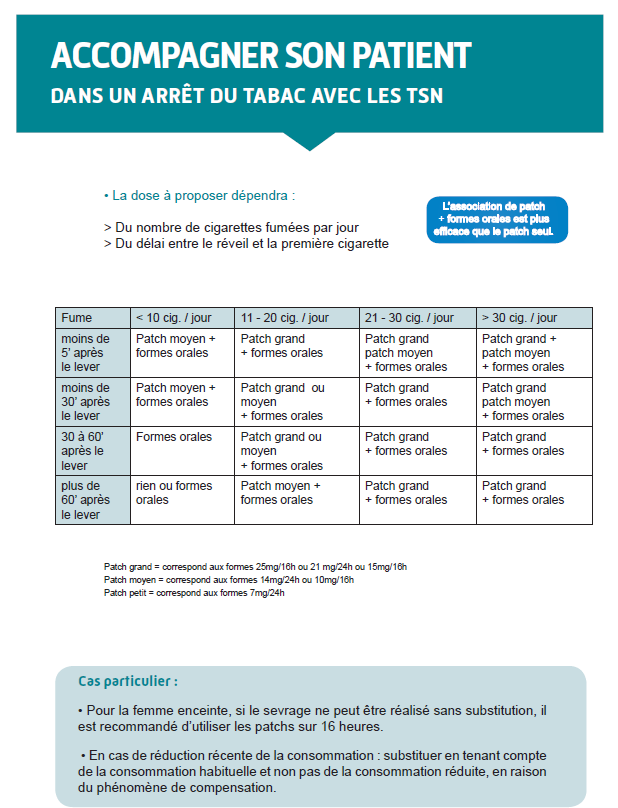 ACCOMPAGNER SON PATIENT
DANS UN ARRÊT DU TABAC AVEC LES TSN
• La dose à proposer dépendra :
> Du nombre de cigarettes fumées par jour
> Du délai entre le réveil et la première cigarette
L'association de patch
+ formes orales est plus
efficace que le patch seul.
Fume < 10 cig. / jour 11 - 20 cig. / jour 21 - 30 cig. / jour > 30 cig. / jour
moins de
5' après
le lever
Patch moyen +
formes orales
Patch grand
+ formes orales
Patch grand
patch moyen
+ formes orales
Patch grand +
patch moyen
+ formes orales
moins de
30' après
le lever
Patch moyen +
formes orales
Patch grand ou
moyen
+ formes orales
Patch grand
+ formes orales
Patch grand
patch moyen
+ formes orales
30 à 60'
après le
lever
Formes orales
Patch grand ou
moyen
+ formes orales
Patch grand
+ formes orales
Patch grand
+ formes orales
plus de
60' après
le lever
rien ou formes
orales
Patch moyen +
formes orales
Patch grand
+ formes orales
Patch grand
+ formes orales
Patch grand = correspond aux formes 25mg/16h ou 21 mg/24h ou 15mg/16h
Patch moyen = correspond aux formes 14mg/24h ou 10mg/16h
Patch petit = correspond aux formes 7mg/24h
Cas particulier :
• Pour la femme enceinte, si le sevrage ne peut être réalisé sans substitution, il
est recommandé d'utiliser les patchs sur 16 heures.
• En cas de réduction récente de la consommation : substituer en tenant compte
de la consommation habituelle et non pas de la consommation réduite, en raison
du phénomène de compensation.